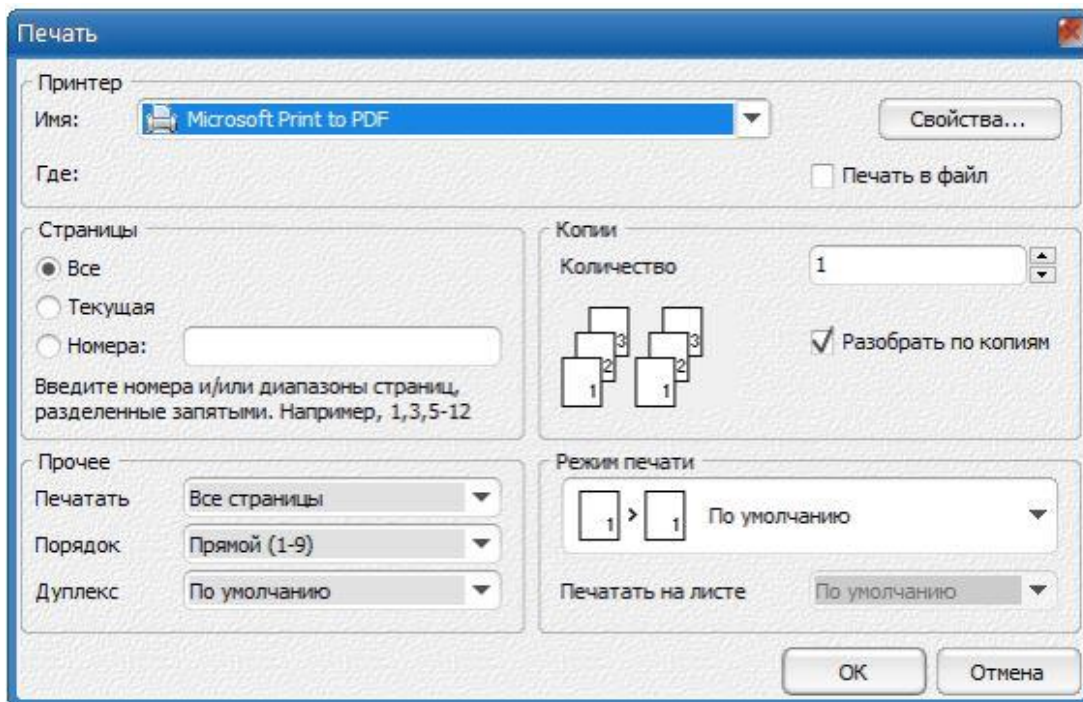 Печать
Принтер
Имя: Microsoft Print to PDF Свойства...
Где: Печать в файл
Страницы
Все
Текущая
Номера:
Введите номера и/или диапазоны страниц,
разделенные запятыми. Например, 1,3,5-12
Копии
Количество 1
1 2 3 1 2 3
Разобрать по копиям
Прочее
Печатать Все страницы
Порядок Прямой (1-9)
Дуплекс По умолчанию
Режим печати
1 > 1 По умолчанию
Печатать на листе По умолчанию
ОК Отмена